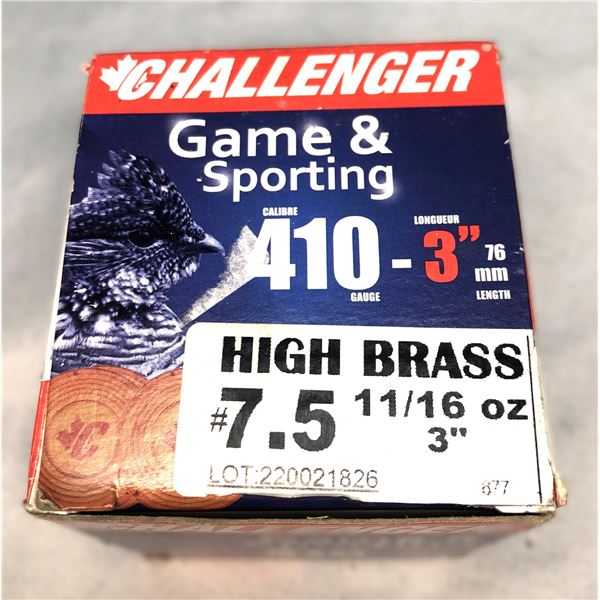 CHALLENGER
Game &
Sporting
CALIBRE LONGUEUR
410 - 3" 76 mm
GAUGE LENGTH
HIGH BRASS
#7.5 11/16 oz
3"
LOT:220021826 877
C